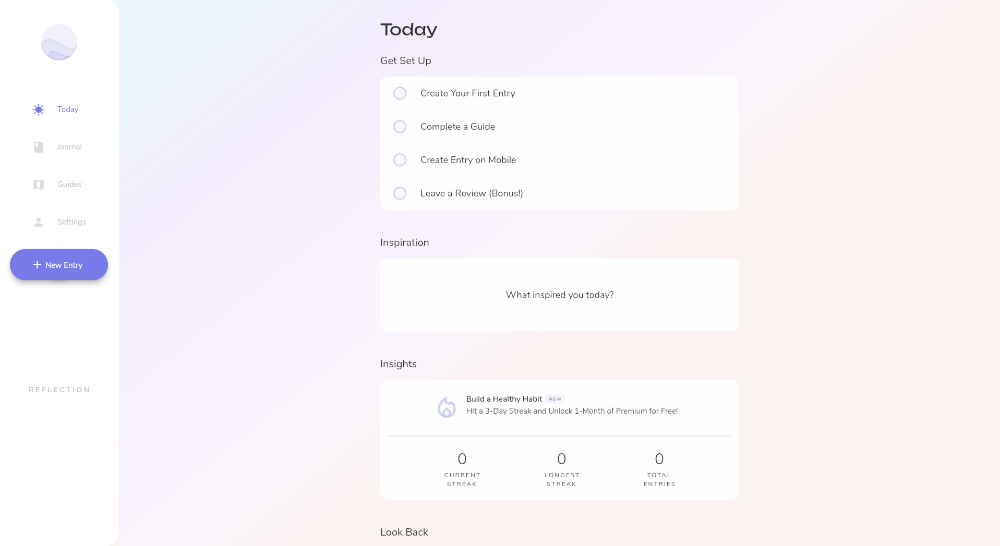 Today
Journal
Guides
Settings
New Entry
REFLECTION
Today
Get Set Up
Create Your First Entry
Complete a Guide
Create Entry on Mobile
Leave a Review (Bonus!)
Inspiration
What inspired you today?
Insights
Build a Healthy Habit NEW
Hit a 3-Day Streak and Unlock 1-Month of Premium for Free!
0 0 0
CURRENT LONGEST TOTAL
STREAK STREAK ENTRIES
Look Back